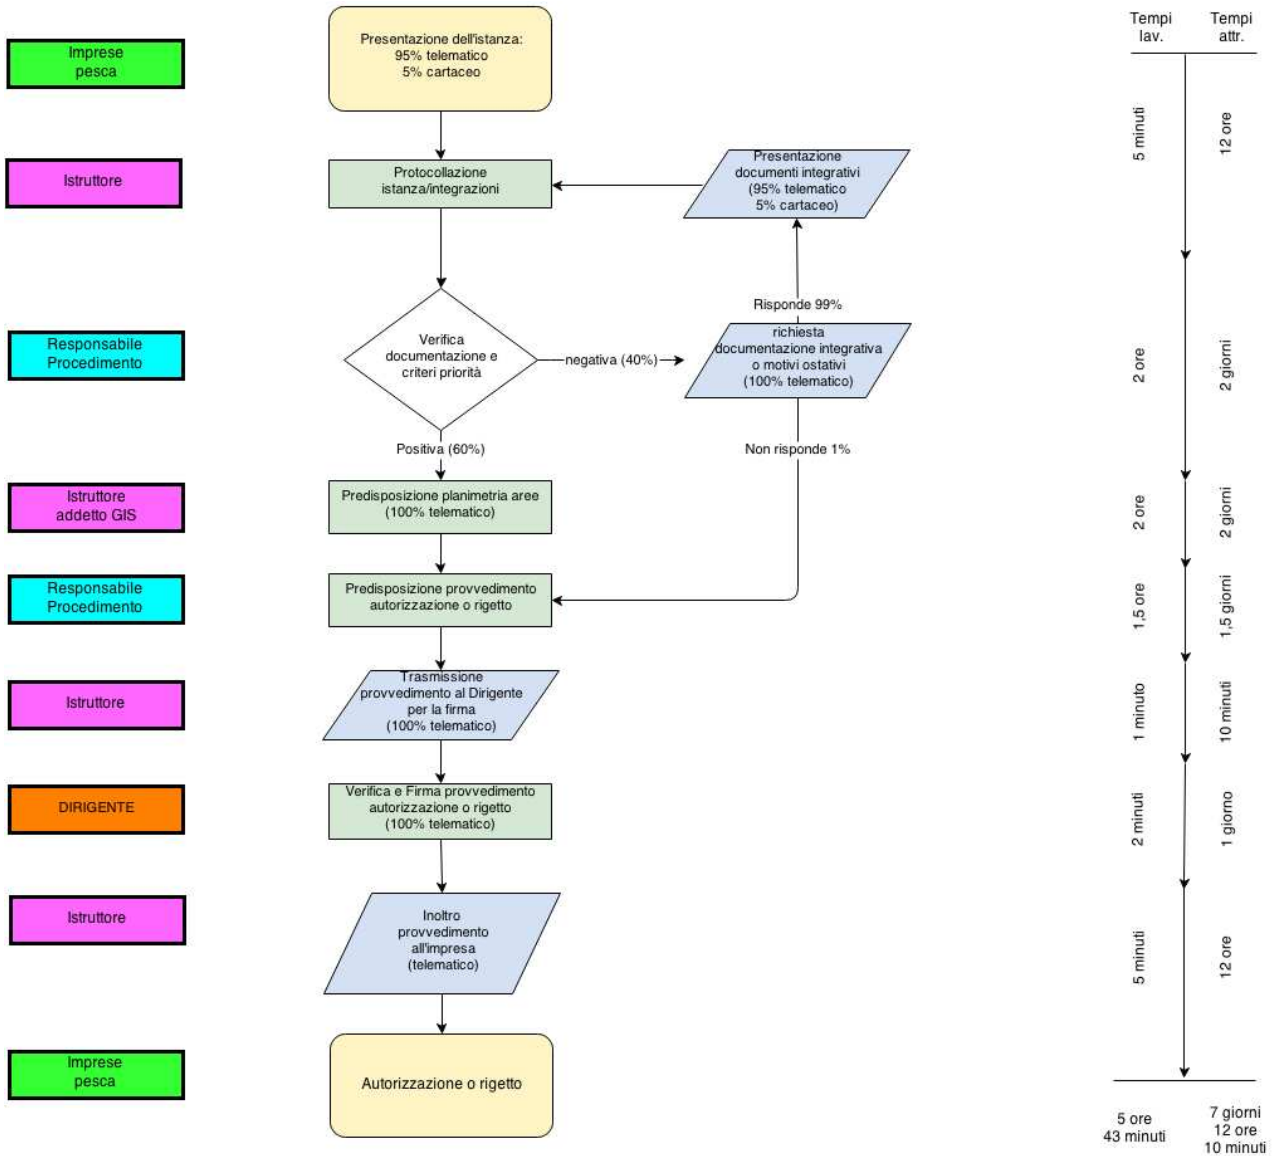 Tempi
lav.
Tempi
attr.
Imprese
pesca
Presentazione dell'istanza:
95% telematico
5% cartaceo
5 minuti
12 ore
Istruttore
Protocollazione
istanza/integrazioni
Presentazione
documenti integrativi
(95% telematico
5% cartaceo)
Risponde 99%
Responsabile
Procedimento
Verifica
documentazione e
criteri priorità
negativa (40%)
richiesta
documentazione integrativa
o motivi ostativi
(100% telematico)
2 ore
2 giorni
Positiva (60%)
Non risponde 1%
Istruttore
addetto GIS
Predisposizione planimetria aree
(100% telematico)
2 ore
2 giorni
Responsabile
Procedimento
Predisposizione provvedimento
autorizzazione o rigetto
1,5 ore
1,5 giorni
Istruttore
Trasmissione
provvedimento al Dirigente
per la firma
(100% telematico)
1 minuto
10 minuti
DIRIGENTE
Verifica e Firma provvedimento
autorizzazione o rigetto
(100% telematico)
2 minuti
1 giorno
Istruttore
Inoltro
provvedimento
all'impresa
(telematico)
5 minuti
12 ore
Imprese
pesca
Autorizzazione o rigetto
5 ore
43 minuti
7 giorni
12 ore
10 minuti